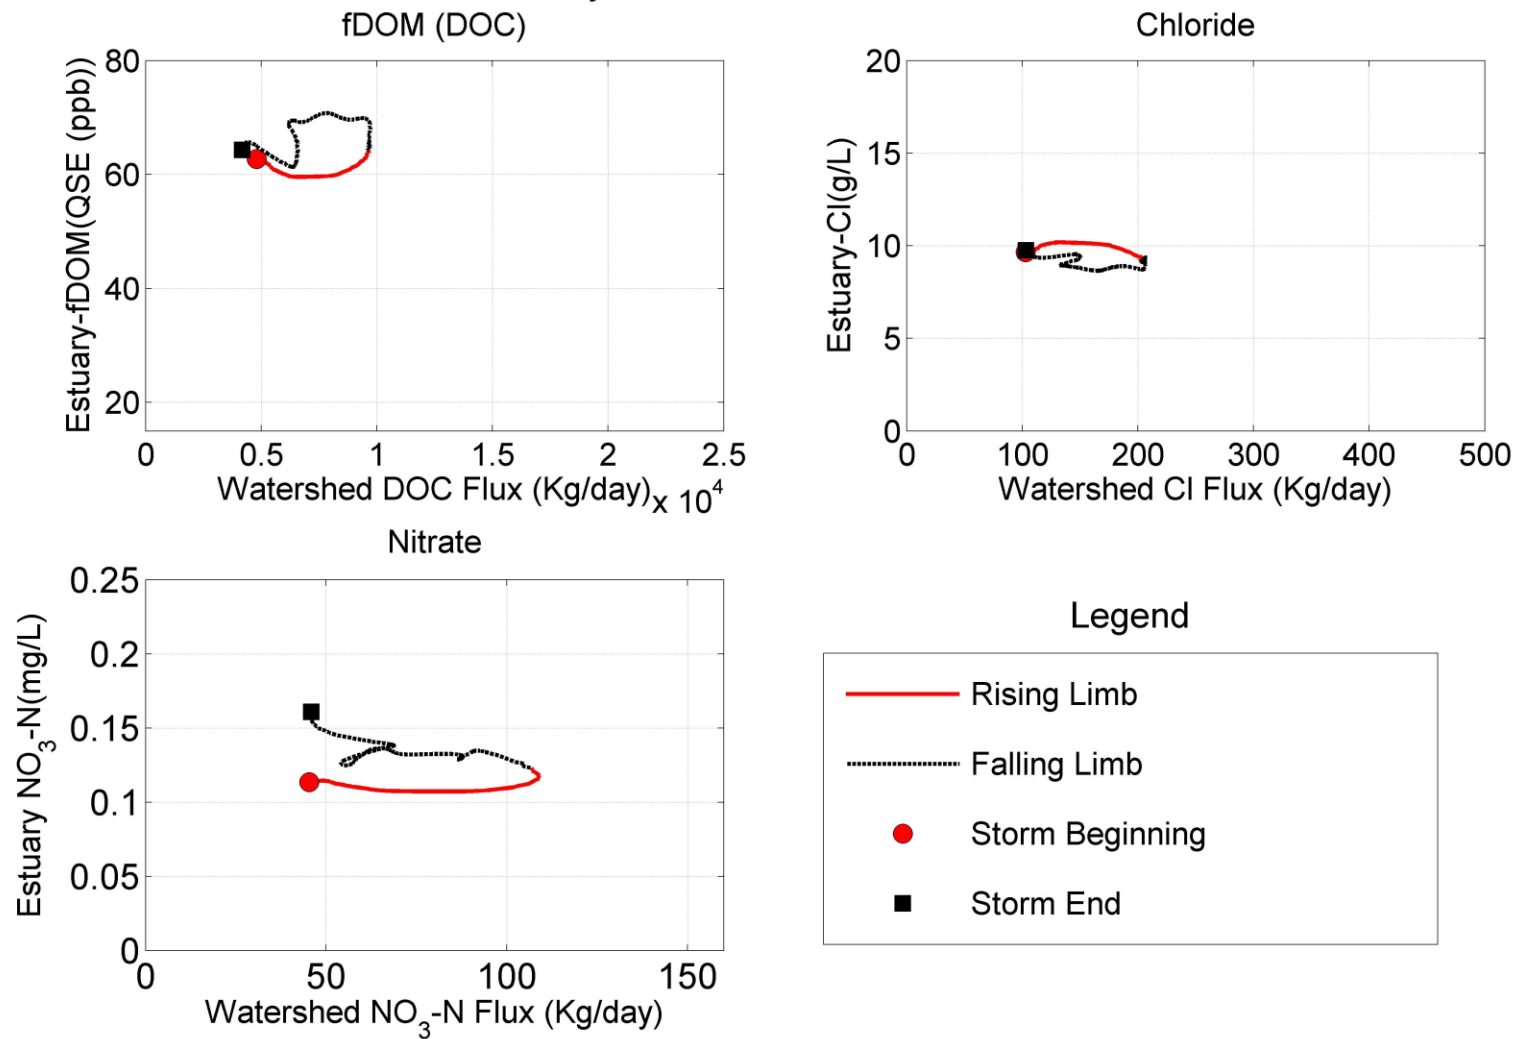 fDOM (DOC)
Estuary-fDOM(QSE (ppb))
80
60
40
20
0
0.5
1
1.5
2
2.5
Watershed DOC Flux (Kg/day)
x 10⁴
Chloride
Estuary-Cl(g/L)
20
15
10
5
0
0
100
200
300
400
500
Watershed Cl Flux (Kg/day)
Nitrate
Estuary NO₃-N(mg/L)
0.25
0.2
0.15
0.1
0.05
0
0
50
100
150
Watershed NO₃-N Flux (Kg/day)
Legend
Rising Limb
Falling Limb
Storm Beginning
Storm End